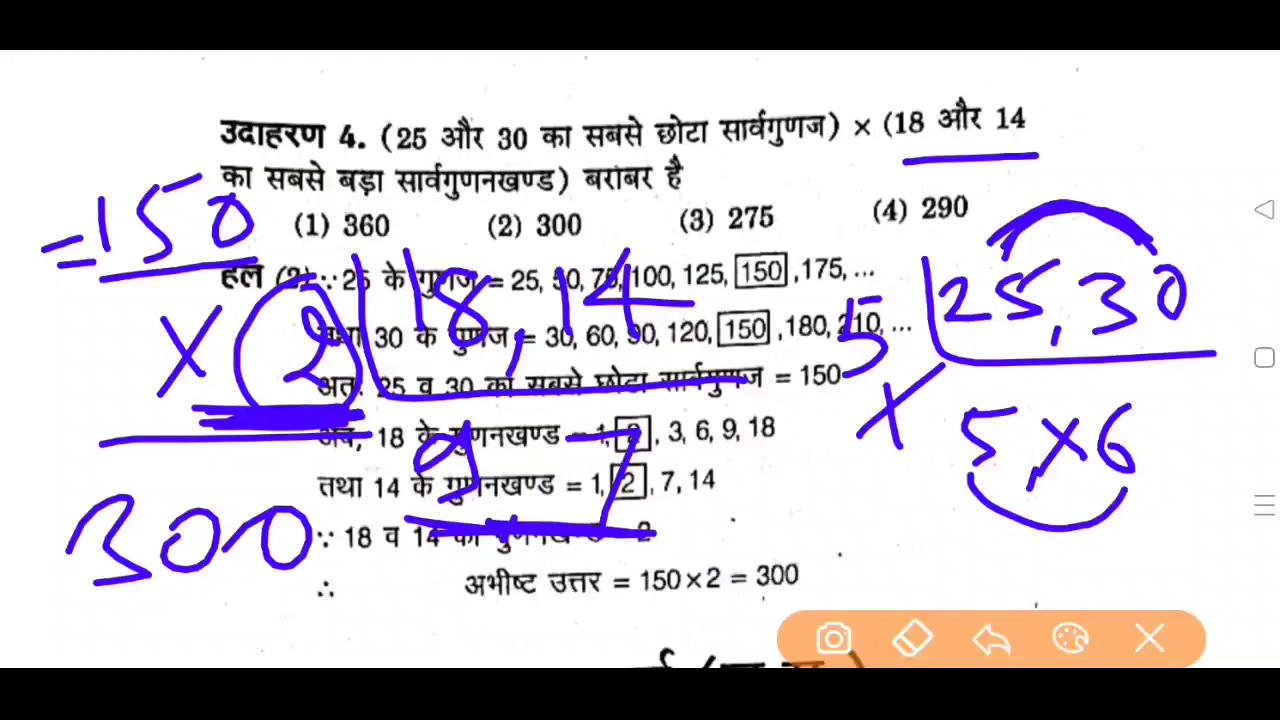 उदाहरण 4. (25 और 30 का सबसे छोटा सार्वगुणज) × (18 और 14
का सबसे बड़ा सार्वगुणनखण्ड) बराबर है
(1) 360 (2) 300 (3) 275 (4) 290
हल (2) ∵ 25 के गुणज = 25, 50, 75, 100, 125, 150 ,175, ...
तथा 30 के गुणज = 30, 60, 90, 120, 150 ,180, 210, ...
अतः 25 व 30 का सबसे छोटा सार्वगुणज = 150
अब, 18 के गुणनखण्ड = 1, 2 , 3, 6, 9, 18
तथा 14 के गुणनखण्ड = 1, 2 , 7, 14
∵ 18 व 14 का गुणनखण्ड = 2
∴ अभीष्ट उत्तर = 150×2 = 300
=150
× 2
300
18, 14
9, 7
5 25, 30
× 5, × 6